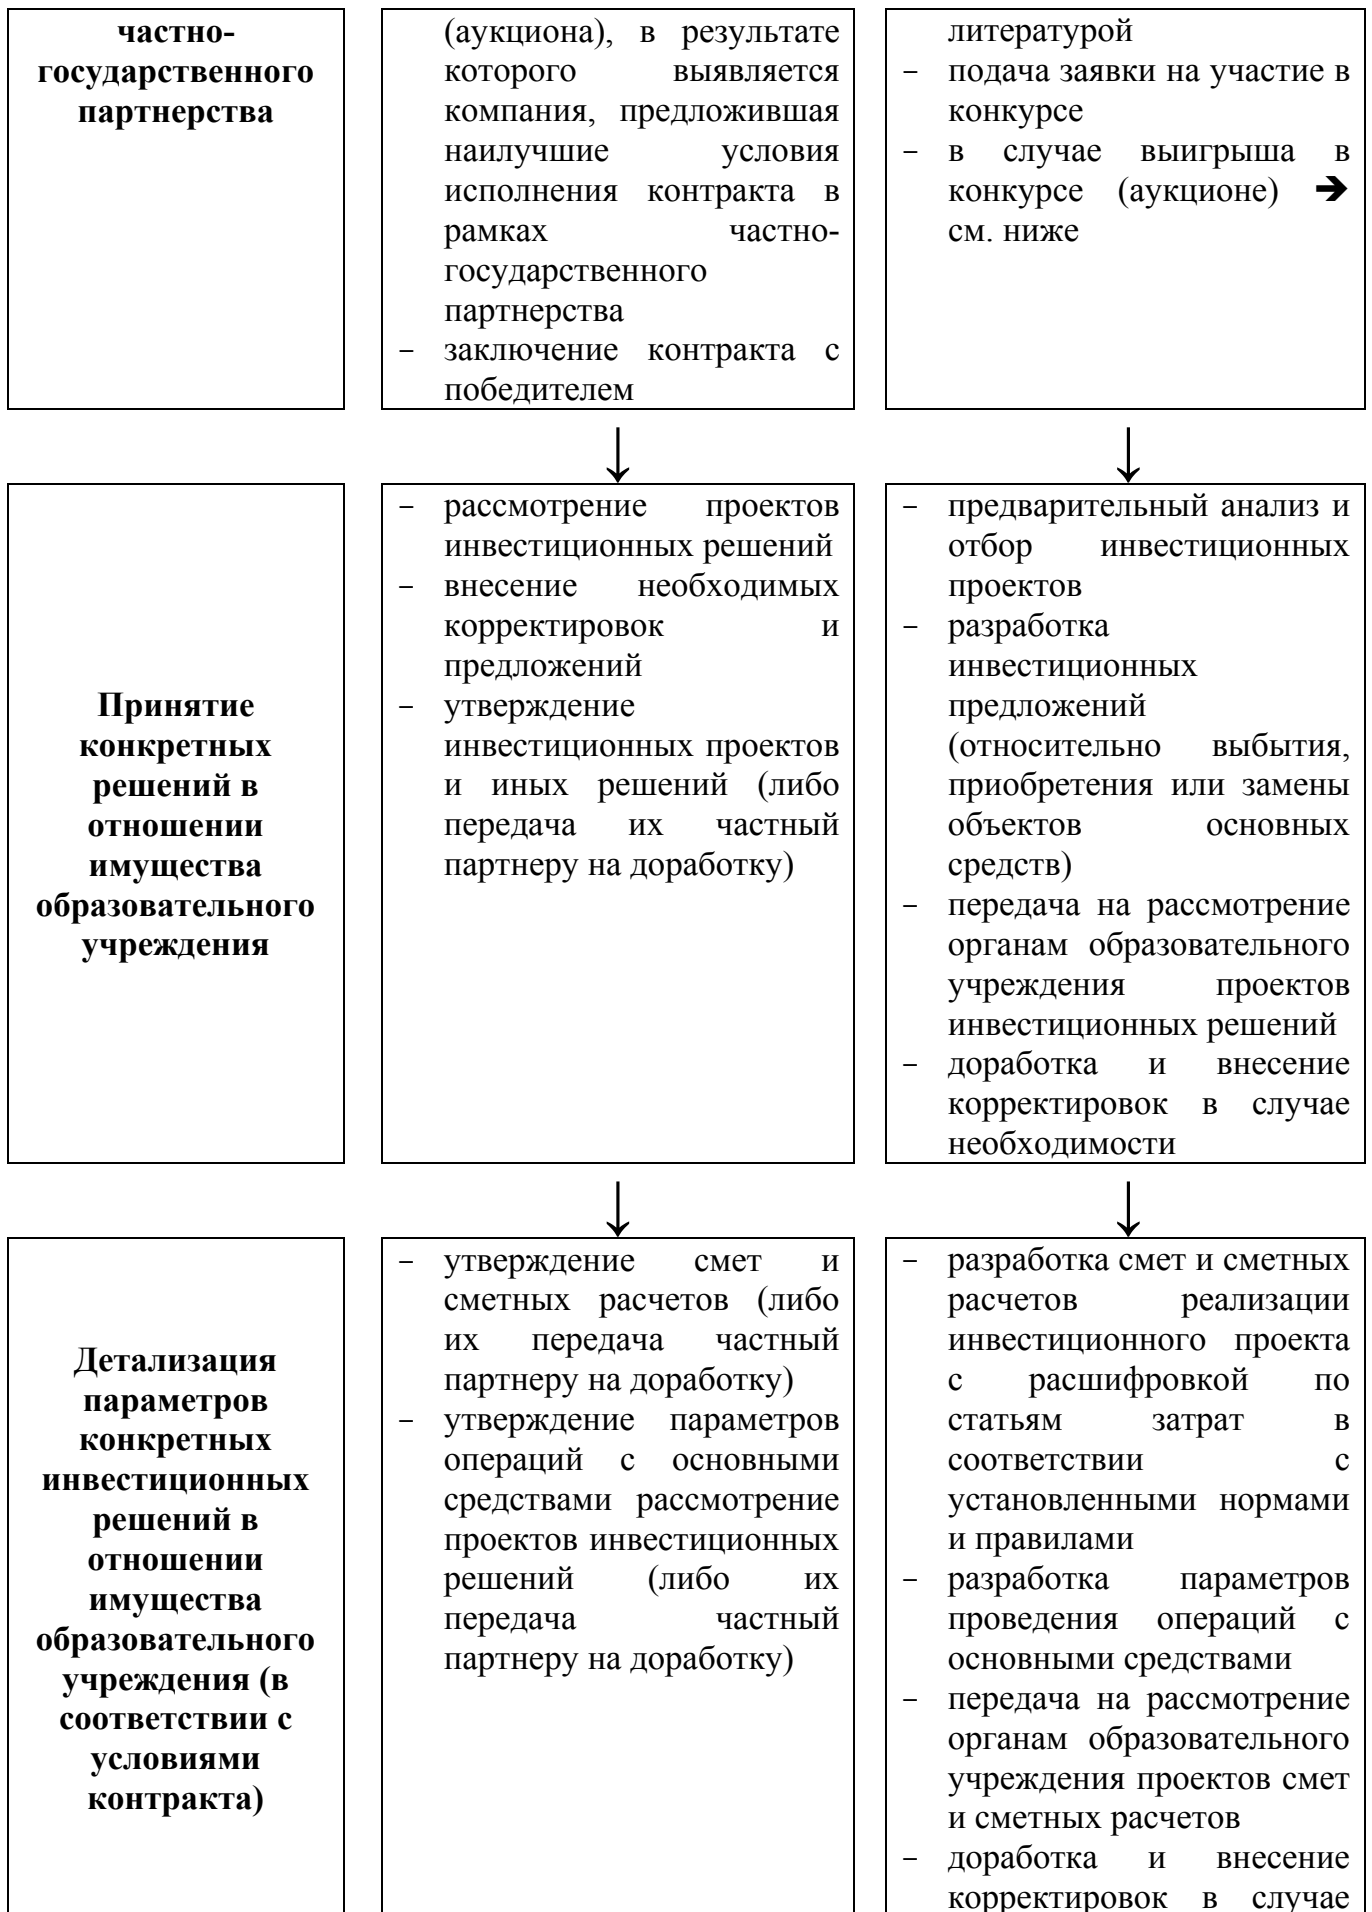 частно-
государственного
партнерства
(аукциона), в результате
которого выявляется
компания, предложившая
наилучшие условия
исполнения контракта в
рамках частно-
государственного
партнерства
- заключение контракта с
победителем
литературой
- подача заявки на участие в
конкурсе
- в случае выигрыша в
конкурсе (аукционе) ➔
см. ниже
↓ ↓
Принятие
конкретных
решений в
отношении
имущества
образовательного
учреждения
- рассмотрение проектов
инвестиционных решений
- внесение необходимых
корректировок и
предложений
- утверждение
инвестиционных проектов
и иных решений (либо
передача их частный
партнеру на доработку)
- предварительный анализ и
отбор инвестиционных
проектов
- разработка
инвестиционных
предложений
(относительно выбытия,
приобретения или замены
объектов основных
средств)
- передача на рассмотрение
органам образовательного
учреждения проектов
инвестиционных решений
- доработка и внесение
корректировок в случае
необходимости
↓ ↓
Детализация
параметров
конкретных
инвестиционных
решений в
отношении
имущества
образовательного
учреждения (в
соответствии с
условиями
контракта)
- утверждение смет и
сметных расчетов (либо
их передача частный
партнеру на доработку)
- утверждение параметров
операций с основными
средствами рассмотрение
проектов инвестиционных
решений (либо их
передача частный
партнеру на доработку)
- разработка смет и сметных
расчетов реализации
инвестиционного проекта
с расшифровкой по
статьям затрат в
соответствии с
установленными нормами
и правилами
- разработка параметров
проведения операций с
основными средствами
- передача на рассмотрение
органам образовательного
учреждения проектов смет
и сметных расчетов
- доработка и внесение
корректировок в случае